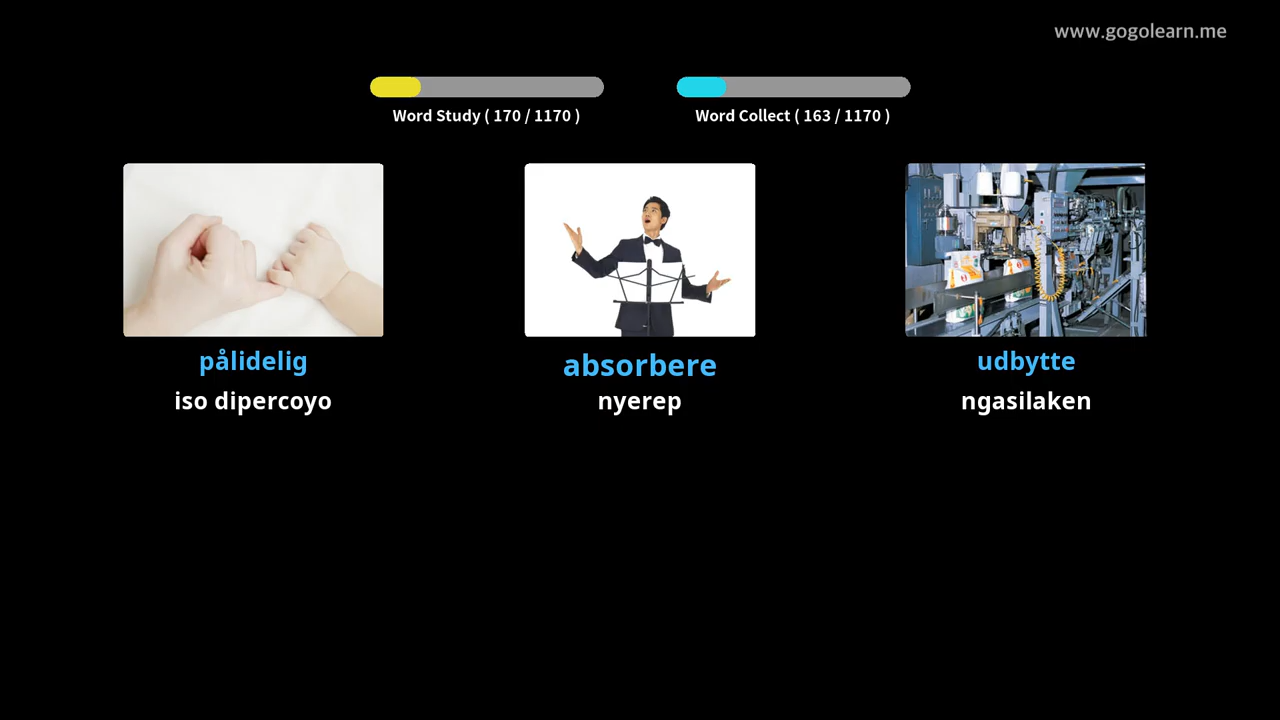 www.gogolearn.me
Word Study ( 170 / 1170 )
Word Collect ( 163 / 1170 )
pålidelig
iso dipercoyo
absorbere
nyerep
udbytte
ngasilaken